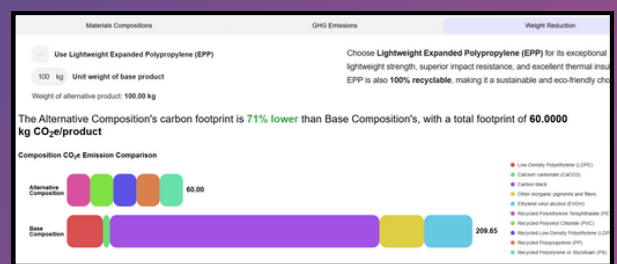 Materials Compositions
GHG Emissions
Weight Reduction
Use Lightweight Expanded Polypropylene (EPP)
100 kg Unit weight of base product
Weight of alternative product: 100.00 kg
Choose Lightweight Expanded Polypropylene (EPP) for its exceptional
lightweight strength, superior impact resistance, and excellent thermal insul
EPP is also 100% recyclable, making it a sustainable and eco-friendly cho
The Alternative Composition's carbon footprint is 71% lower than Base Composition's, with a total footprint of 60.0000
kg CO₂e/product
Composition CO₂e Emission Comparison
Alternative
Composition
60.00
Base
Composition
209.65
Low-Density Polyethylene (LDPE)
Calcium carbonate (CaCO3)
Carbon black
Other inorganic pigments and fillers
Ethylene vinyl alcohol (EVOH)
Recycled Polyethylene Terephthalate (PE
Recycled Polyvinyl Chloride (PVC)
Recycled Low-Density Polyethylene (LDP
Recycled Polypropylene (PP)
Recycled Polystyrene or Styrofoam (PS)